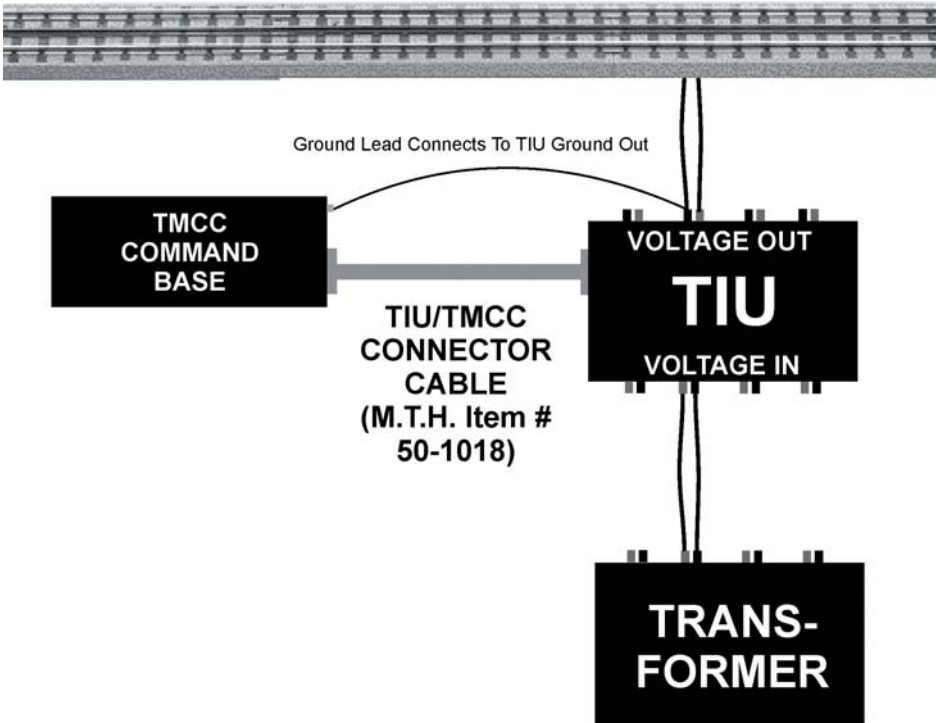 Ground Lead Connects To TIU Ground Out
TMCC
COMMAND
BASE
VOLTAGE OUT
TIU
VOLTAGE IN
TIU/TMCC
CONNECTOR
CABLE
(M.T.H. Item #
50-1018)
TRANS-
FORMER